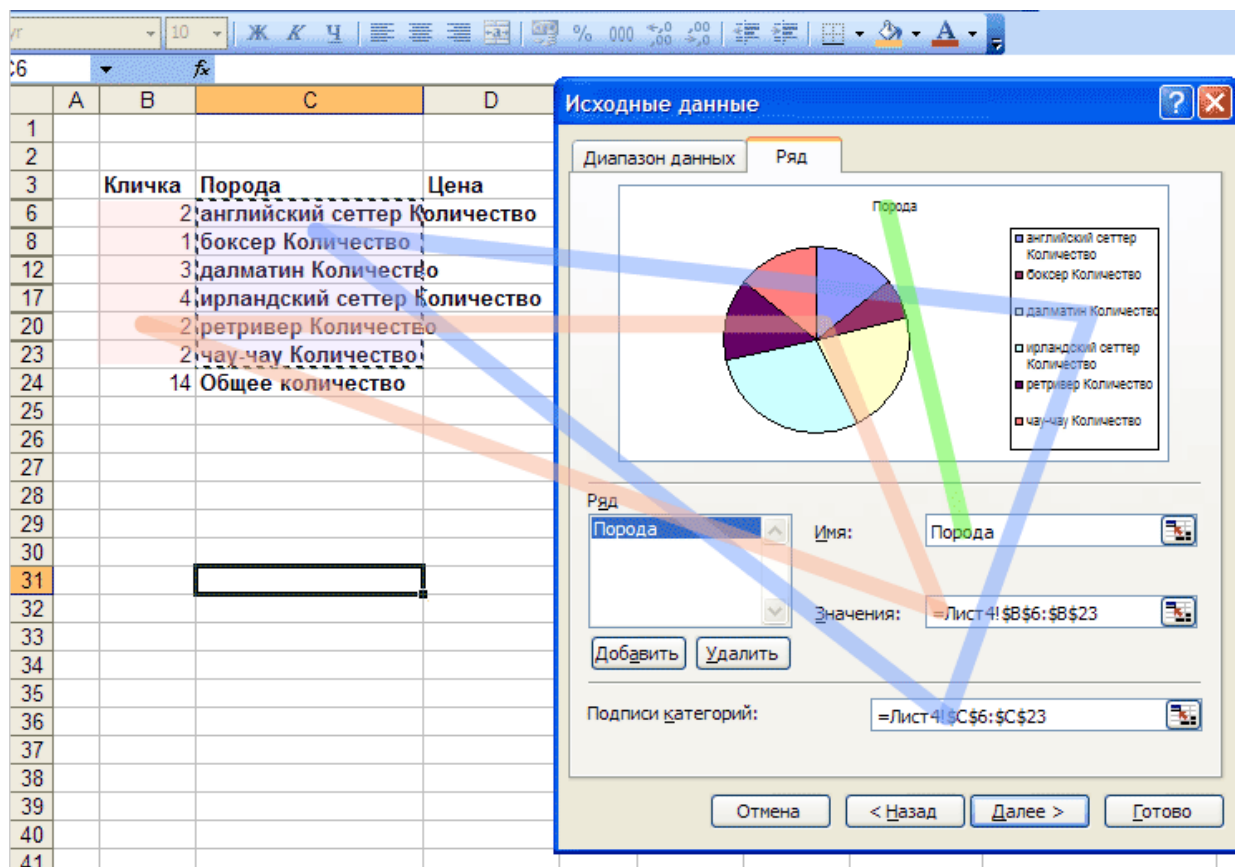 yr 10 Ж К Ч % 000
C6 fx
A B C D
1
2
3 Кличка Порода Цена
6 2 английский сеттер Количество
8 1 боксер Количество
12 3 далматин Количество
17 4 ирландский сеттер Количество
20 2 ретривер Количество
23 2 чау-чау Количество
24 14 Общее количество
25
26
27
28
29
30
31
32
33
34
35
36
37
38
39
40
41
Исходные данные
Диапазон данных Ряд
Порода
английский сеттер
Количество
боксер Количество
далматин Количество
ирландский сеттер
Количество
ретривер Количество
чау-чау Количество
Ряд
Порода
Имя: Порода
Значения: =Лист4!$B$6:$B$23
Добавить Удалить
Подписи категорий: =Лист4!$C$6:$C$23
Отмена < Назад Далее > Готово